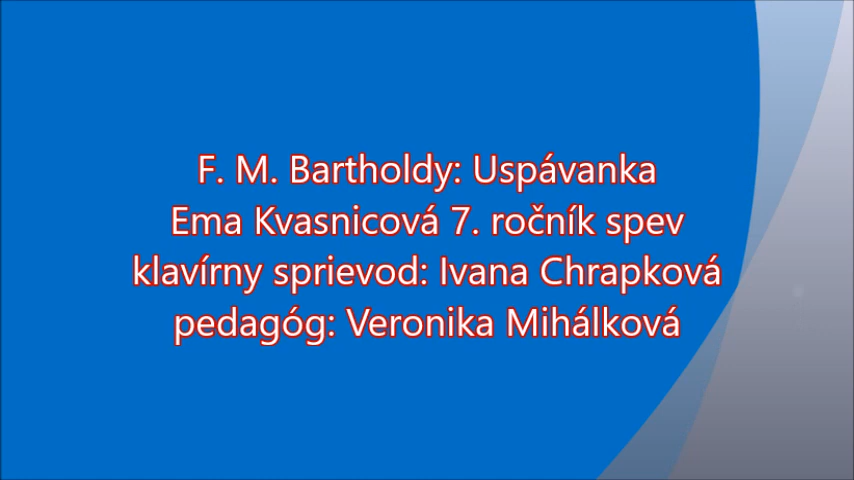 F. M. Bartholdy: Uspávanka
Ema Kvasnicová 7. ročník spev
klavírny sprievod: Ivana Chrapková
pedagóg: Veronika Mihálková